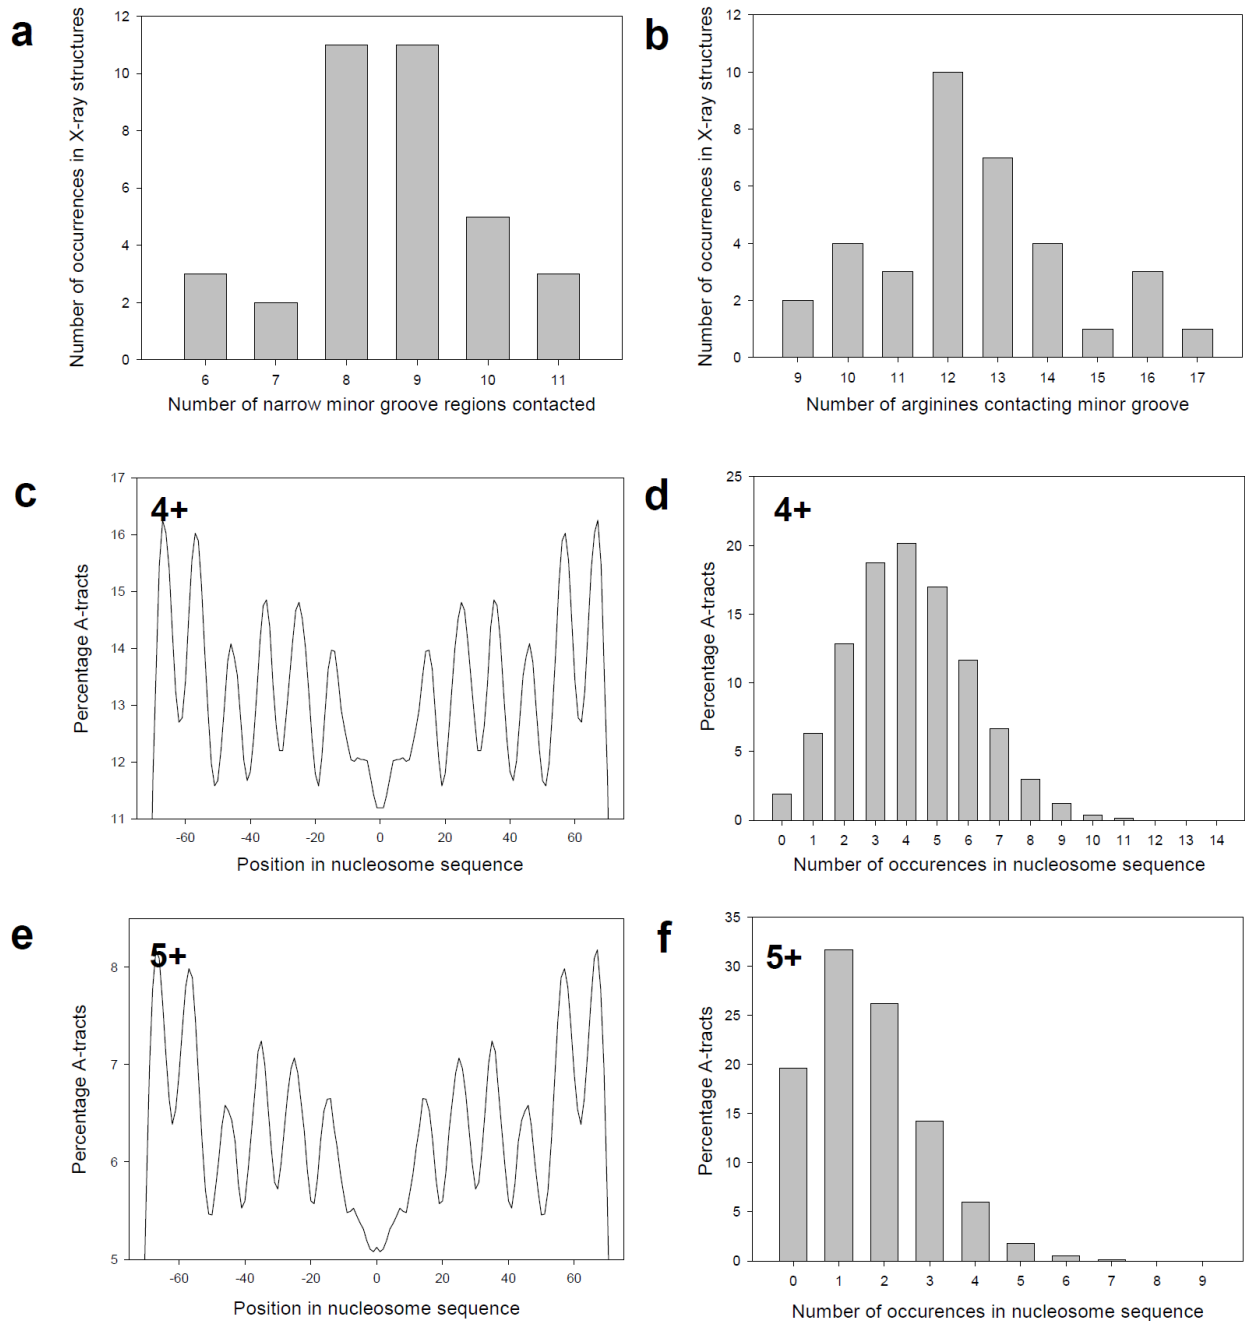 a
Number of occurrences in X-ray structures
12
10
8
6
4
2
0
6 7 8 9 10 11
Number of narrow minor groove regions contacted
b
Number of occurrences in X-ray structures
12
10
8
6
4
2
0
9 10 11 12 13 14 15 16 17
Number of arginines contacting minor groove
c
4+
Percentage A-tracts
17
16
15
14
13
12
11
-60 -40 -20 0 20 40 60
Position in nucleosome sequence
d
4+
Percentage A-tracts
25
20
15
10
5
0
0 1 2 3 4 5 6 7 8 9 10 11 12 13 14
Number of occurences in nucleosome sequence
e
5+
Percentage A-tracts
8
7
6
5
-60 -40 -20 0 20 40 60
Position in nucleosome sequence
f
5+
Percentage A-tracts
35
30
25
20
15
10
5
0
0 1 2 3 4 5 6 7 8 9
Number of occurences in nucleosome sequence